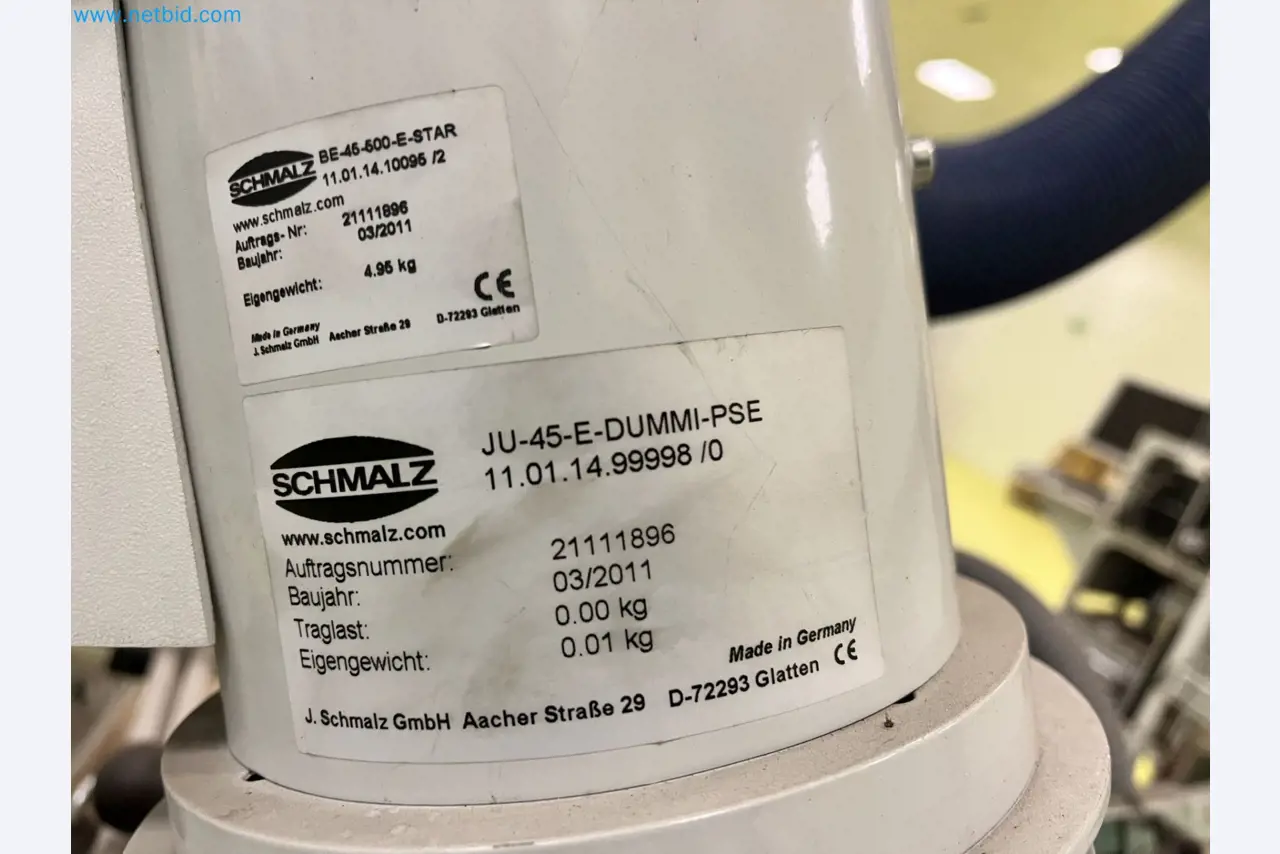 www.netbid.com
SCHMALZ
BE-45-500-E-STAR
11.01.14.10095 /2
www.schmalz.com
Auftrags- Nr: 21111896
Baujahr: 03/2011
Eigengewicht: 4.95 kg
CE
Made in Germany
J. Schmalz GmbH Aacher Straße 29 D-72293 Glatten
SCHMALZ
JU-45-E-DUMMI-PSE
11.01.14.99998 /0
www.schmalz.com
Auftragsnummer: 21111896
Baujahr: 03/2011
Traglast: 0.00 kg
Eigengewicht: 0.01 kg
Made in Germany
CE
J. Schmalz GmbH Aacher Straße 29 D-72293 Glatten